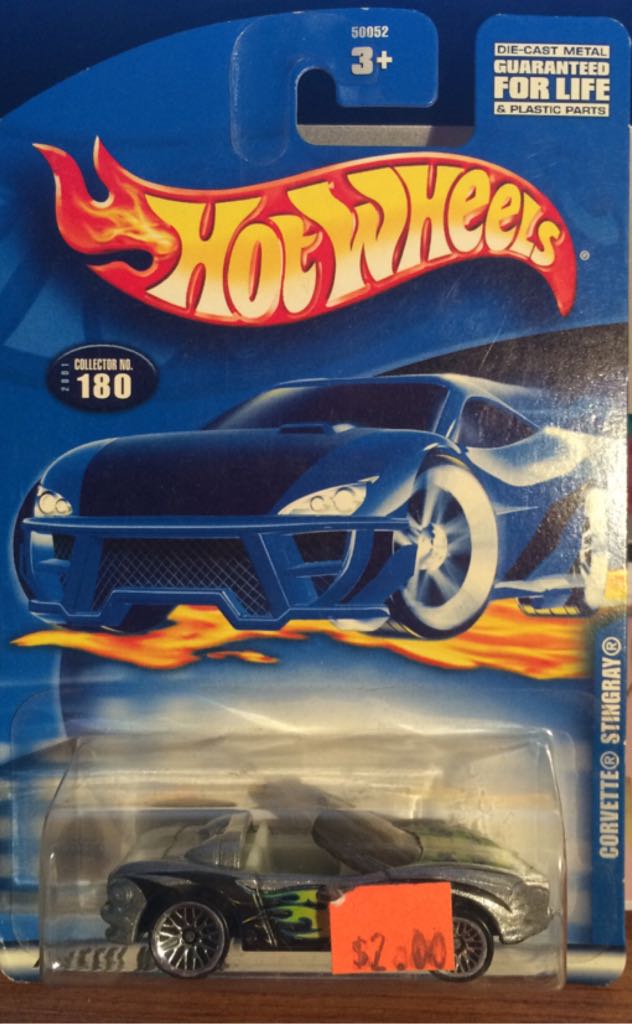 50052
3+
DIE-CAST METAL
GUARANTEED
FOR LIFE
& PLASTIC PARTS
HOT WHEELS®
2001
COLLECTOR NO.
180
CORVETTE® STINGRAY®
$2.00